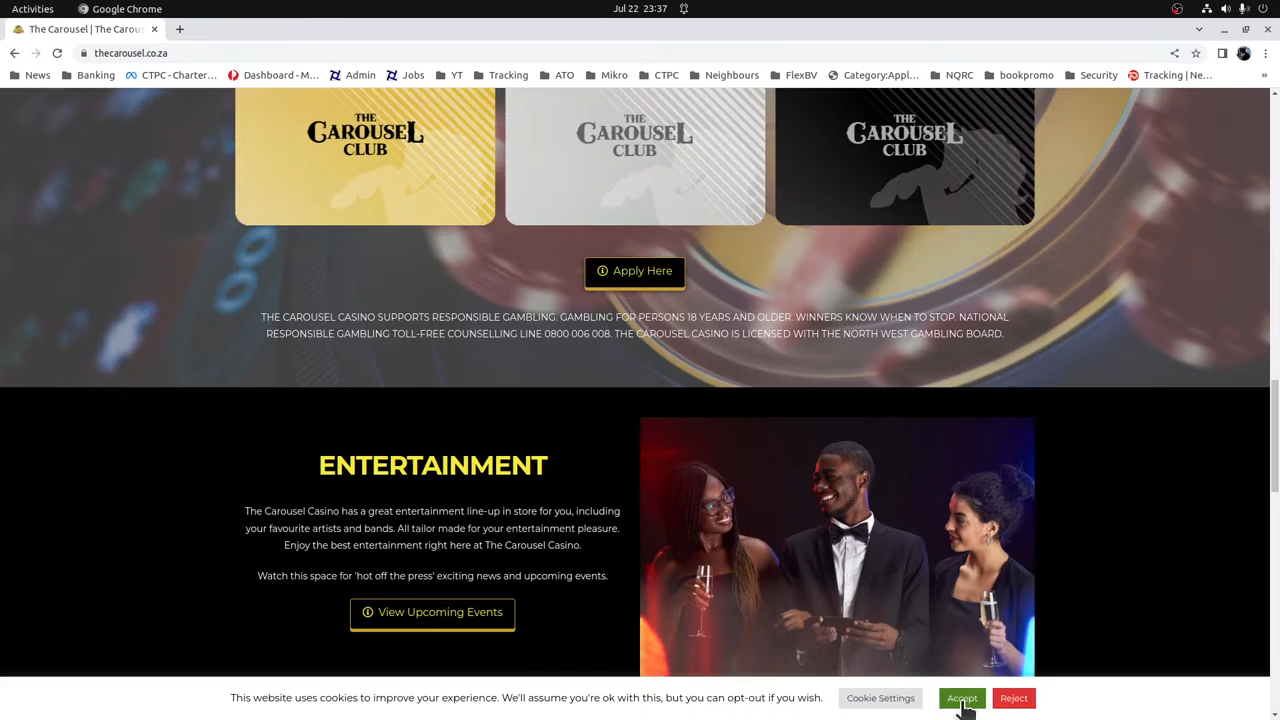 Activities
Google Chrome
Jul 22 23:37
The Carousel | The Carous
thecarousel.co.za
News
Banking
CTPC - Charter…
Dashboard - M…
Admin
Jobs
YT
Tracking
ATO
Mikro
CTPC
Neighbours
FlexBV
Category:Appl…
NQRC
bookpromo
Security
Tracking | Ne…
»
THE
CAROUSEL
CLUB
THE
CAROUSEL
CLUB
THE
CAROUSEL
CLUB
Apply Here
THE CAROUSEL CASINO SUPPORTS RESPONSIBLE GAMBLING. GAMBLING FOR PERSONS 18 YEARS AND OLDER. WINNERS KNOW WHEN TO STOP. NATIONAL
RESPONSIBLE GAMBLING TOLL-FREE COUNSELLING LINE 0800 006 008. THE CAROUSEL CASINO IS LICENSED WITH THE NORTH WEST GAMBLING BOARD.
ENTERTAINMENT
The Carousel Casino has a great entertainment line-up in store for you, including
your favourite artists and bands. All tailor made for your entertainment pleasure.
Enjoy the best entertainment right here at The Carousel Casino.
Watch this space for 'hot off the press' exciting news and upcoming events.
View Upcoming Events
This website uses cookies to improve your experience. We'll assume you're ok with this, but you can opt-out if you wish.
Cookie Settings
Accept
Reject